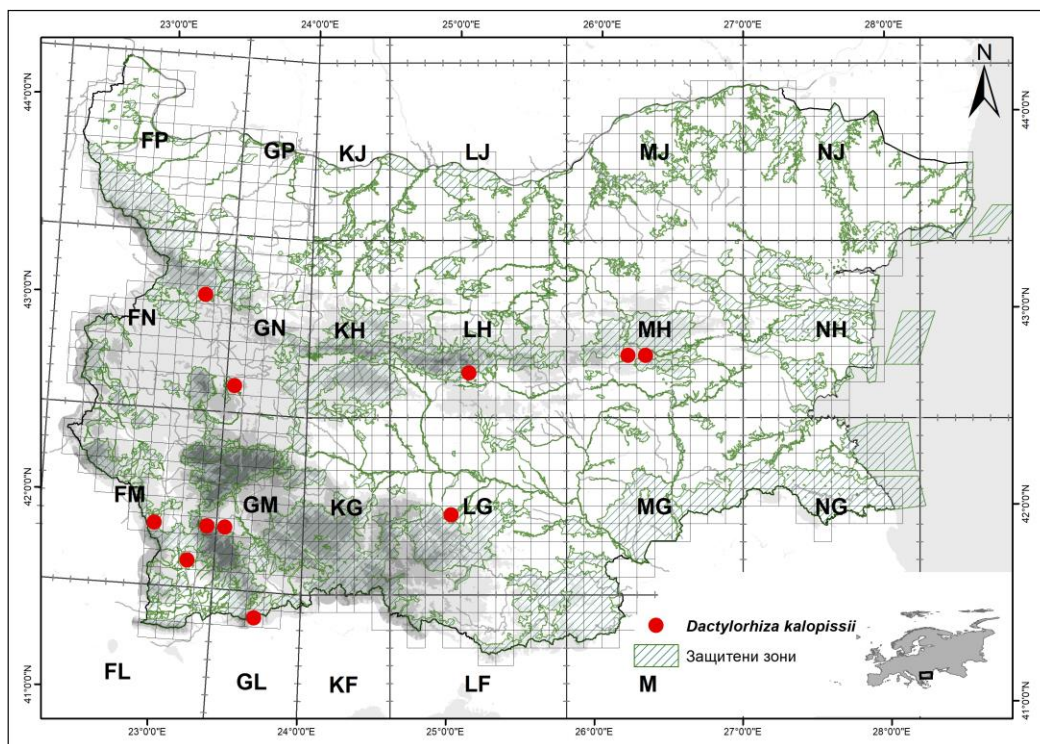 23°0'0"E 24°0'0"E 25°0'0"E 26°0'0"E 27°0'0"E 28°0'0"E
N
44°0'0"N
44°0'0"N
FP GP KJ LJ MJ NJ
43°0'0"N
43°0'0"N
FN GN KH LH MH NH
42°0'0"N
42°0'0"N
FM GM KG LG MG NG
Dactylorhiza kalopissii
Защитени зони
FL GL KF LF M
41°0'0"N
41°0'0"N
23°0'0"E 24°0'0"E 25°0'0"E 26°0'0"E 27°0'0"E 28°0'0"E